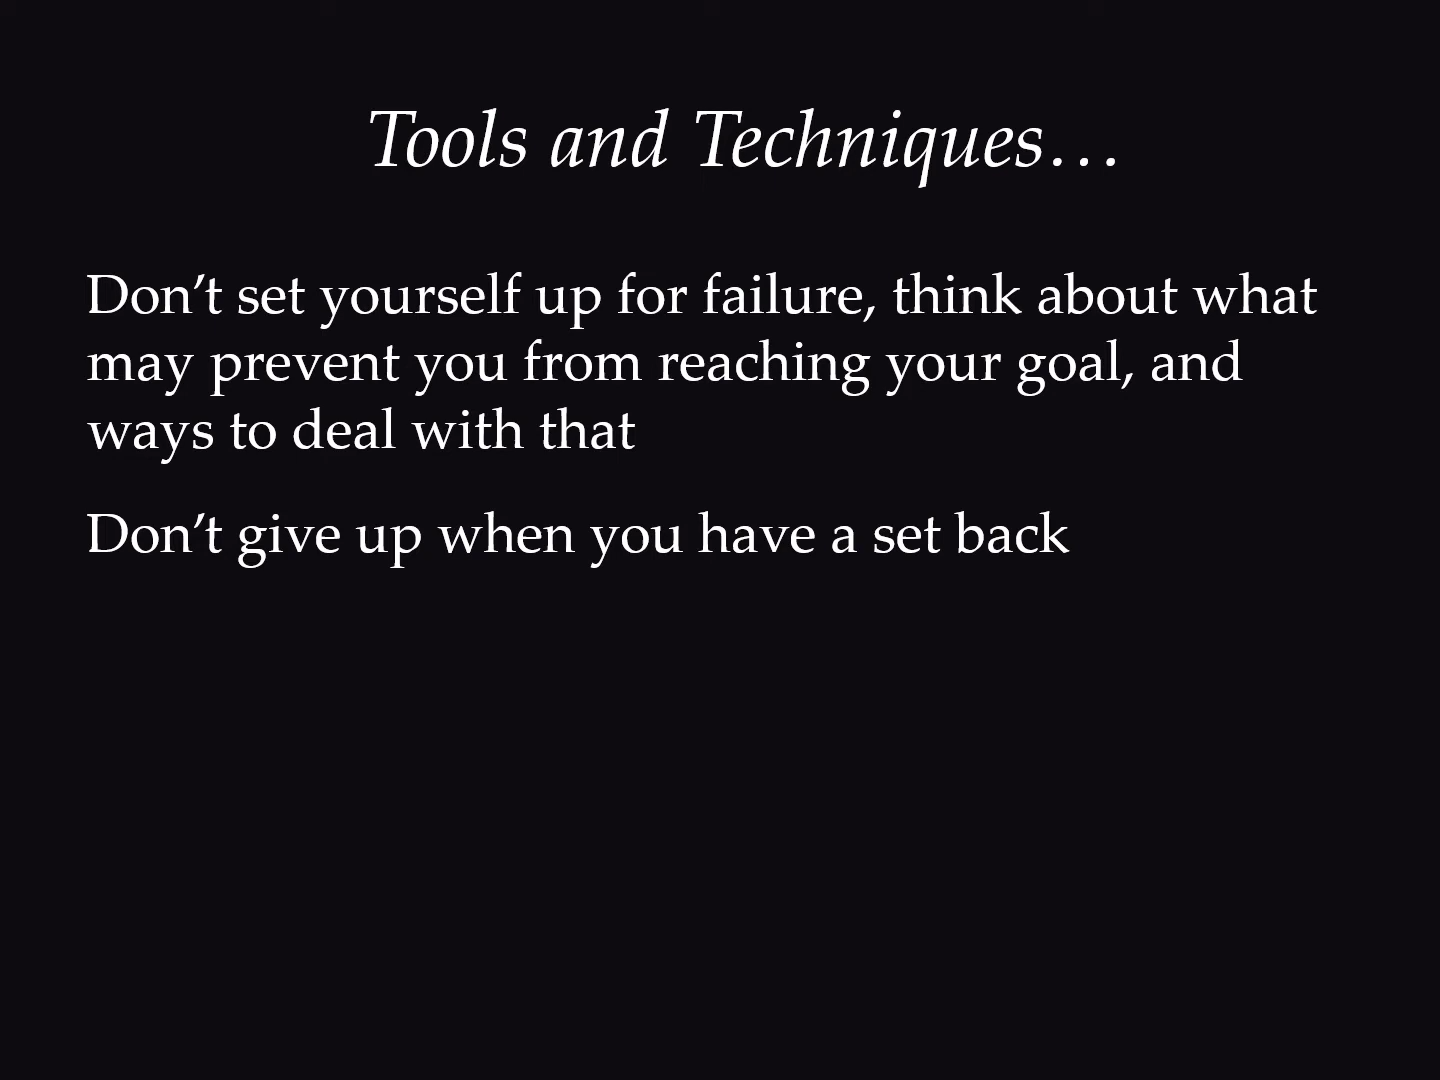 Tools and Techniques…
Don’t set yourself up for failure, think about what
may prevent you from reaching your goal, and
ways to deal with that
Don’t give up when you have a set back